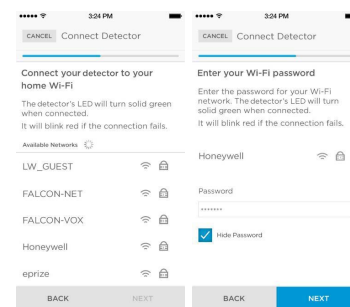 3:24 PM
CANCEL Connect Detector
Connect your detector to your
home Wi-Fi
The detector's LED will turn solid green
when connected.
It will blink red if the connection fails.
Available Networks
LW_GUEST
FALCON-NET
FALCON-VOX
Honeywell
eprize
BACK NEXT
3:24 PM
CANCEL Connect Detector
Enter your Wi-Fi password
Enter the password for your Wi-Fi
network. The detector's LED will turn
solid green when connected.
It will blink red if the connection fails.
Honeywell
Password
•••••••
Hide Password
BACK NEXT